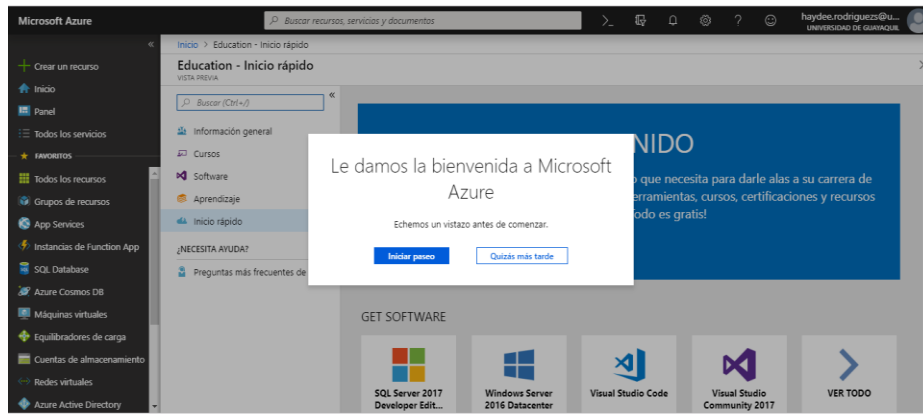 Microsoft Azure
Buscar recursos, servicios y documentos
haydee.rodriguezs@u...
UNIVERSIDAD DE GUAYAQUIL
Crear un recurso
Inicio
Panel
Todos los servicios
FAVORITOS
Todos los recursos
Grupos de recursos
App Services
Instancias de Function App
SQL Database
Azure Cosmos DB
Máquinas virtuales
Equilibradores de carga
Cuentas de almacenamiento
Redes virtuales
Azure Active Directory
Inicio > Education - Inicio rápido
Education - Inicio rápido
VISTA PREVIA
Buscar (Ctrl+/)
Información general
Cursos
Software
Aprendizaje
Inicio rápido
¿NECESITA AYUDA?
Preguntas más frecuentes de
NIDO
o que necesita para darle alas a su carrera de
erramientas, cursos, certificaciones y recursos
odo es gratis!
Le damos la bienvenida a Microsoft
Azure
Echemos un vistazo antes de comenzar.
Iniciar paseo
Quizás más tarde
GET SOFTWARE
SQL Server 2017
Developer Edit...
Windows Server
2016 Datacenter
Visual Studio Code
Visual Studio
Community 2017
VER TODO